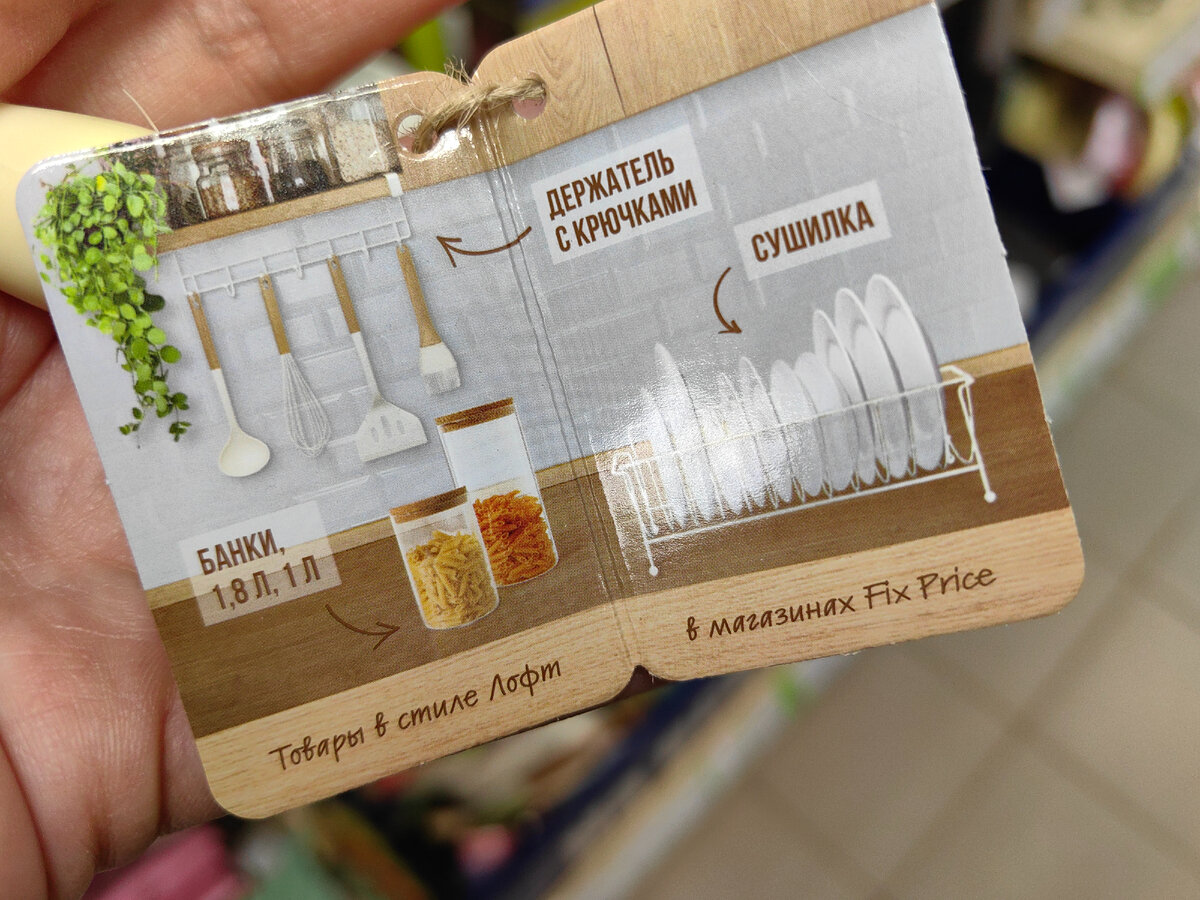 ДЕРЖАТЕЛЬ
С КРЮЧКАМИ
СУШИЛКА
БАНКИ,
1,8 Л, 1 Л
Товары в стиле Лофт
в магазинах Fix Price